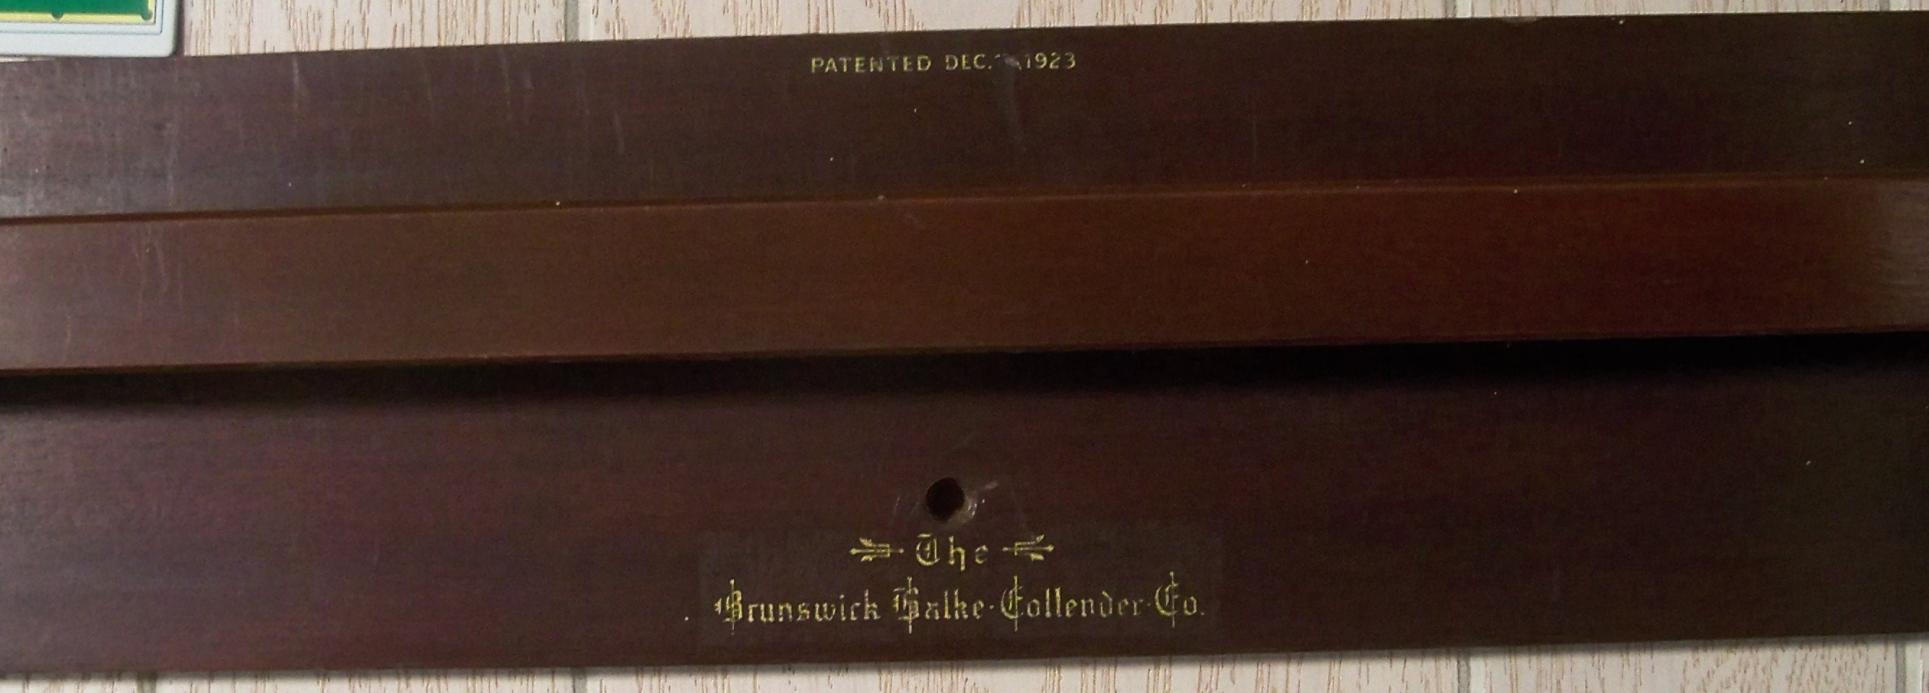 PATENTED DEC. 1923
The
Brunswick Balke-Collender-Co.